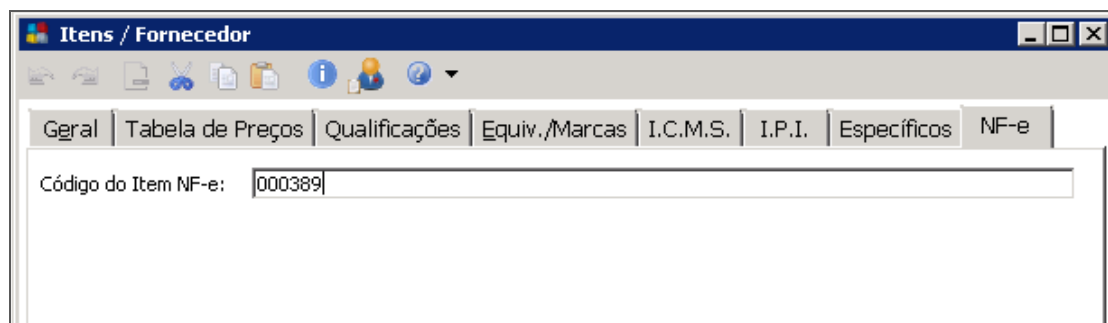 Itens / Fornecedor
Geral Tabela de Preços Qualificações Equiv./Marcas I.C.M.S. I.P.I. Específicos NF-e
Código do Item NF-e: 000389